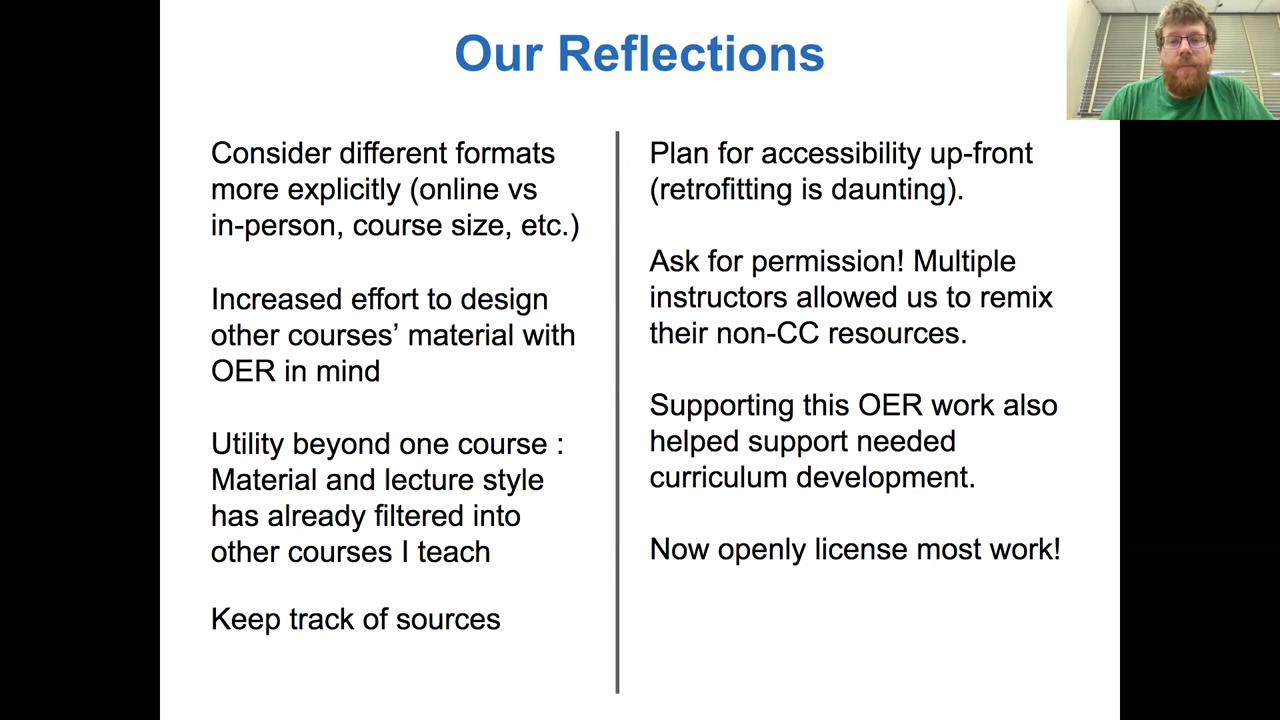 Our Reflections
Consider different formats
more explicitly (online vs
in-person, course size, etc.)
Increased effort to design
other courses’ material with
OER in mind
Utility beyond one course :
Material and lecture style
has already filtered into
other courses I teach
Keep track of sources
Plan for accessibility up-front
(retrofitting is daunting).
Ask for permission! Multiple
instructors allowed us to remix
their non-CC resources.
Supporting this OER work also
helped support needed
curriculum development.
Now openly license most work!